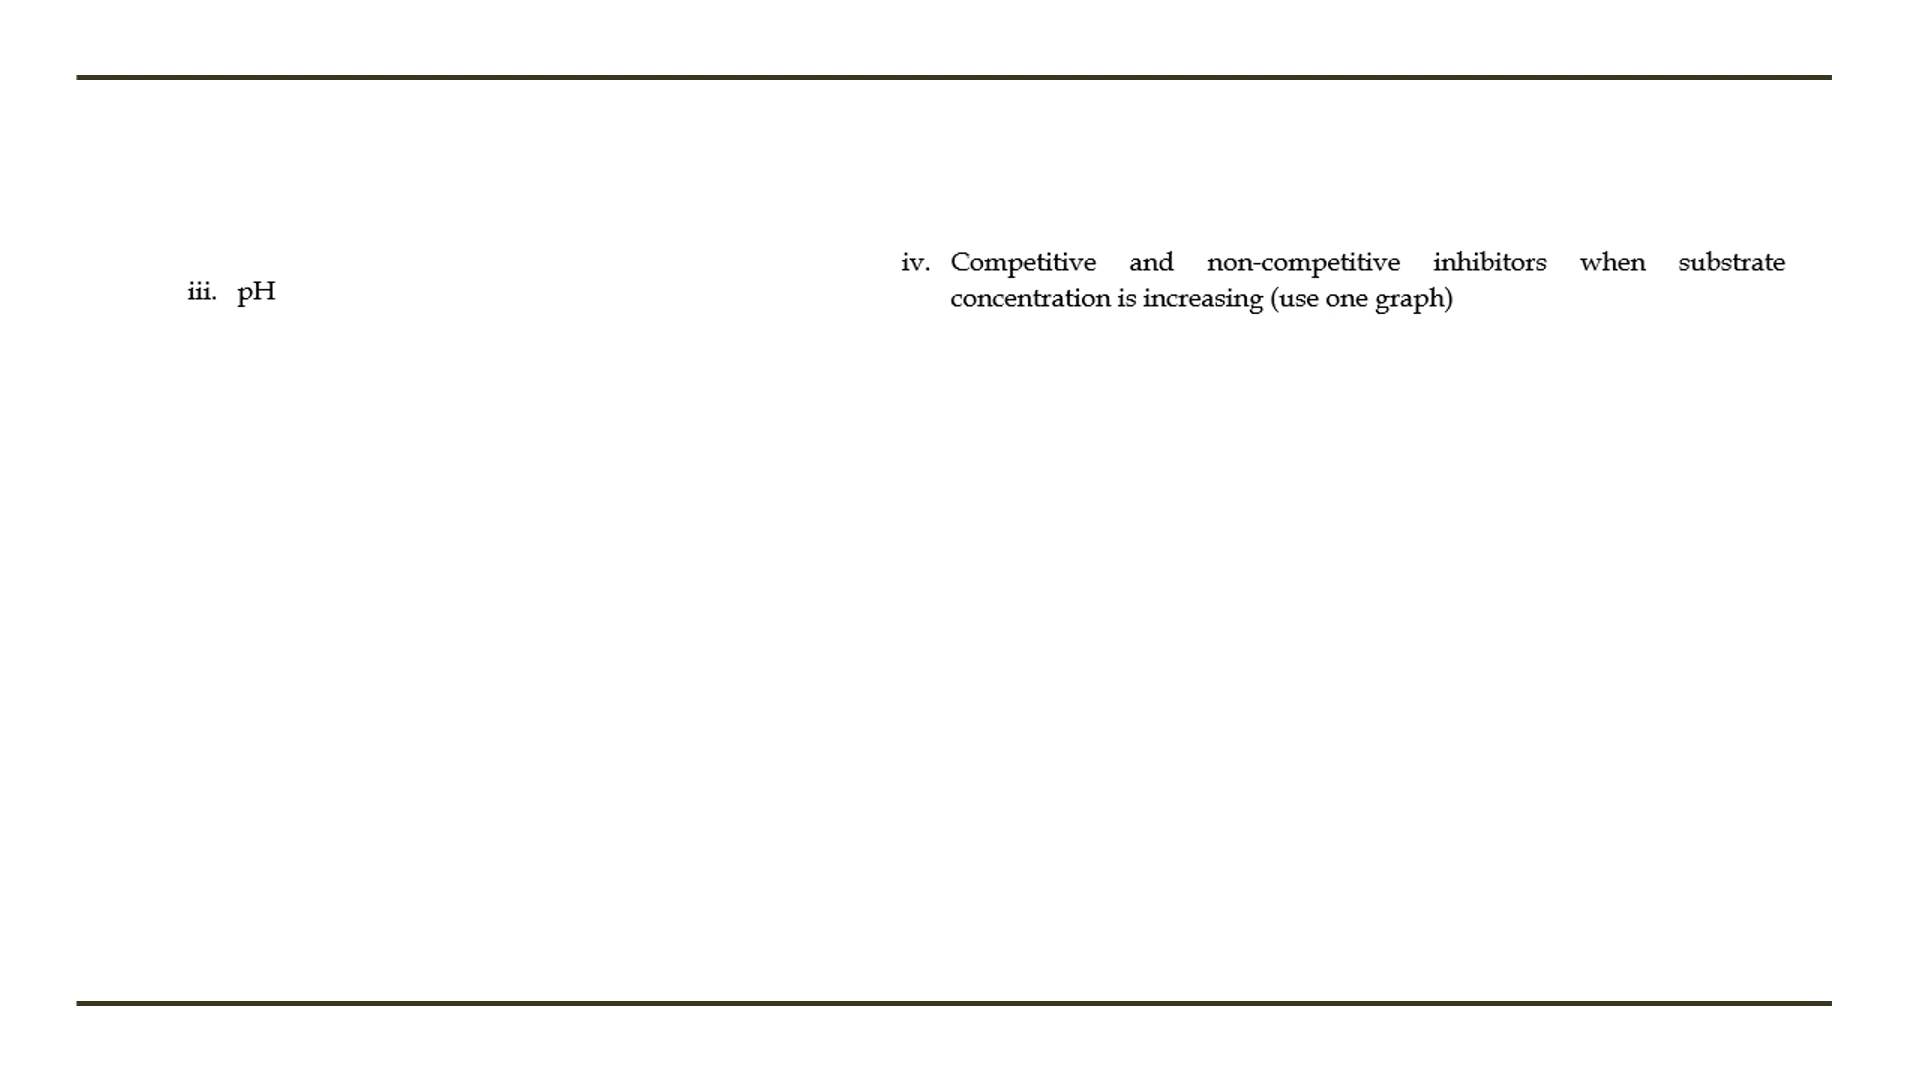 iii. pH
iv. Competitive and non-competitive inhibitors when substrate
concentration is increasing (use one graph)